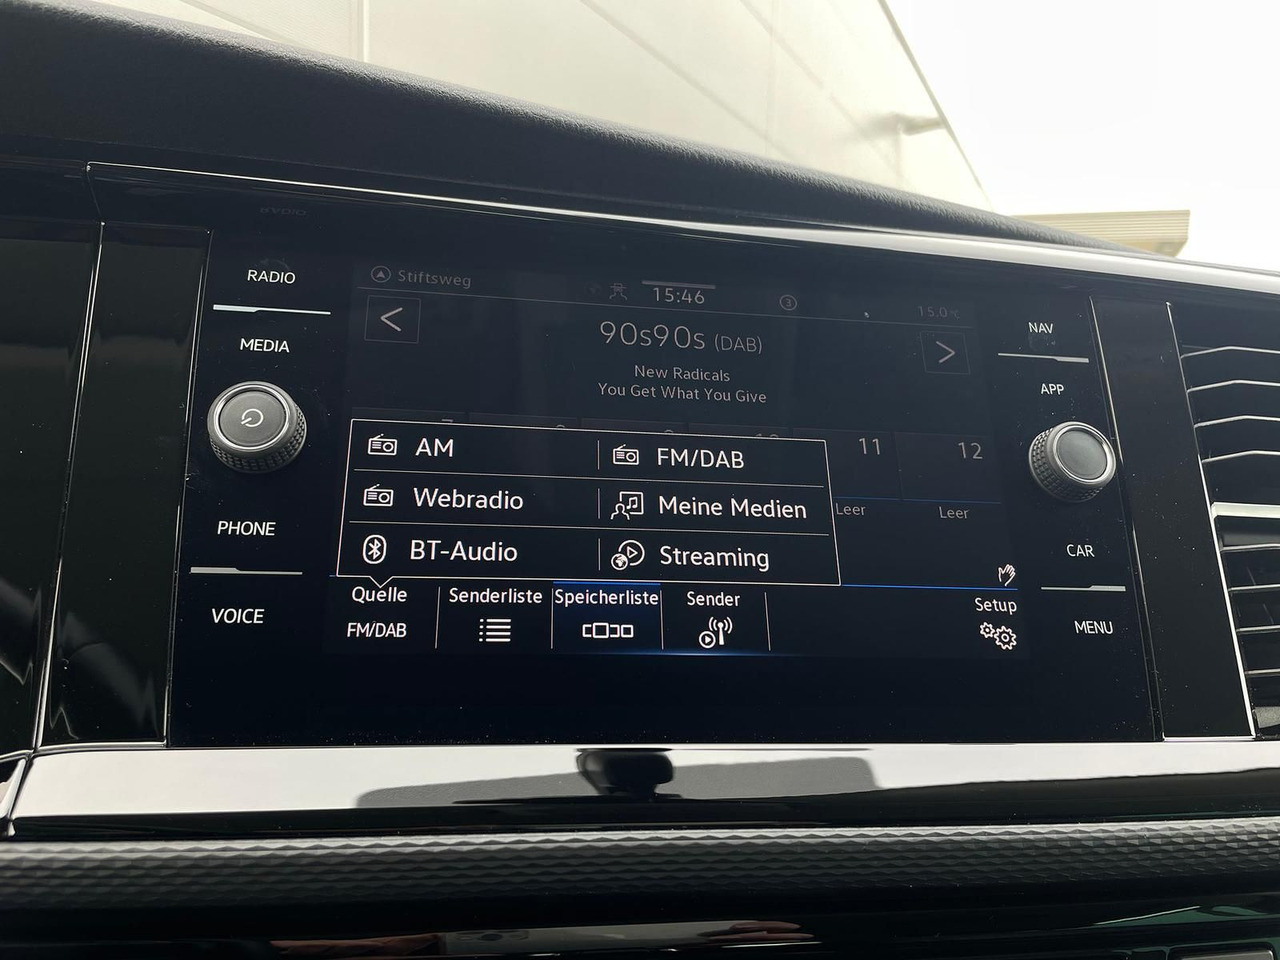 RADIO
MEDIA
PHONE
VOICE
Stiftsweg
15:46
3
15.0°C
90s90s (DAB)
New Radicals
You Get What You Give
11
12
Leer
Leer
AM
FM/DAB
Webradio
Meine Medien
BT-Audio
Streaming
Quelle
FM/DAB
Senderliste
Speicherliste
Sender
Setup
NAV
APP
CAR
MENU